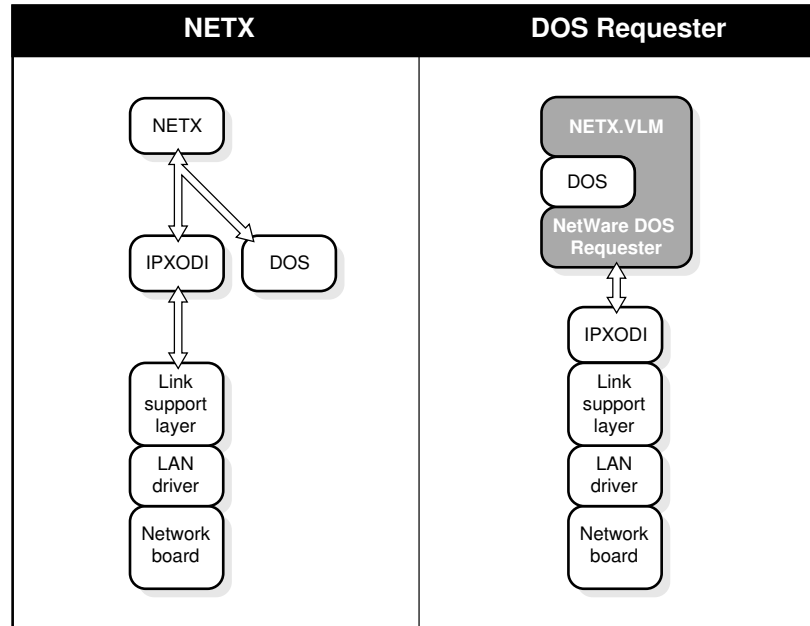 NETX
DOS Requester
NETX
IPXODI
DOS
Link
support
layer
LAN
driver
Network
board
NETX.VLM
DOS
NetWare DOS
Requester
IPXODI
Link
support
layer
LAN
driver
Network
board